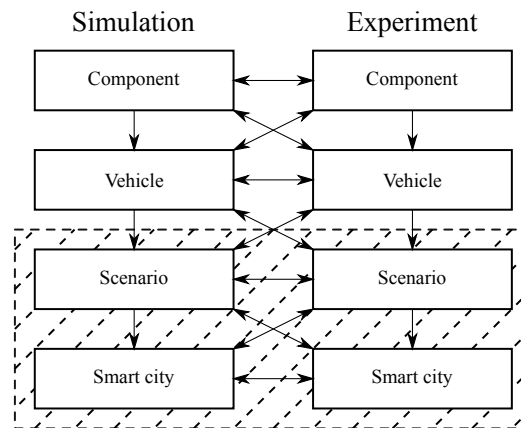 Simulation Experiment
Component Component
Vehicle Vehicle
Scenario Scenario
Smart city Smart city